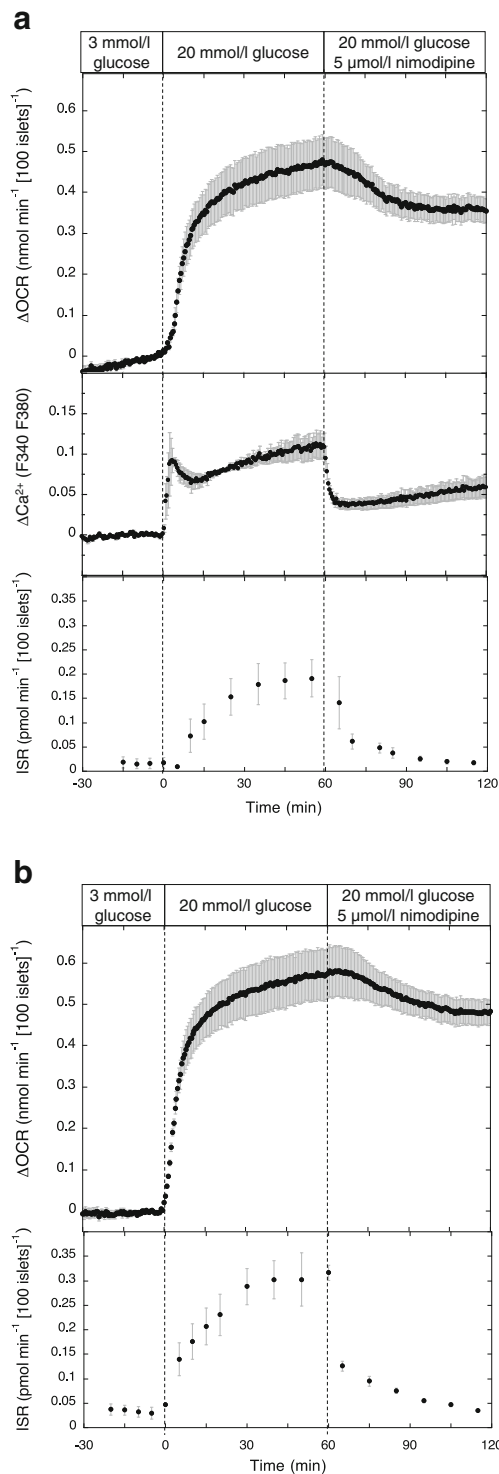 a
3 mmol/l glucose
20 mmol/l glucose
20 mmol/l glucose
5 µmol/l nimodipine
ΔOCR (nmol min⁻¹ [100 islets]⁻¹)
0.6
0.5
0.4
0.3
0.2
0.1
0
ΔCa²⁺ (F340 F380)
0.15
0.10
0.05
0
ISR (pmol min⁻¹ [100 islets]⁻¹)
0.35
0.3
0.25
0.2
0.15
0.1
0.05
0
-30 0 30 60 90 120
Time (min)
b
3 mmol/l glucose
20 mmol/l glucose
20 mmol/l glucose
5 µmol/l nimodipine
ΔOCR (nmol min⁻¹ [100 islets]⁻¹)
0.6
0.5
0.4
0.3
0.2
0.1
0
ISR (pmol min⁻¹ [100 islets]⁻¹)
0.35
0.3
0.25
0.2
0.15
0.1
0.05
0
-30 0 30 60 90 120
Time (min)